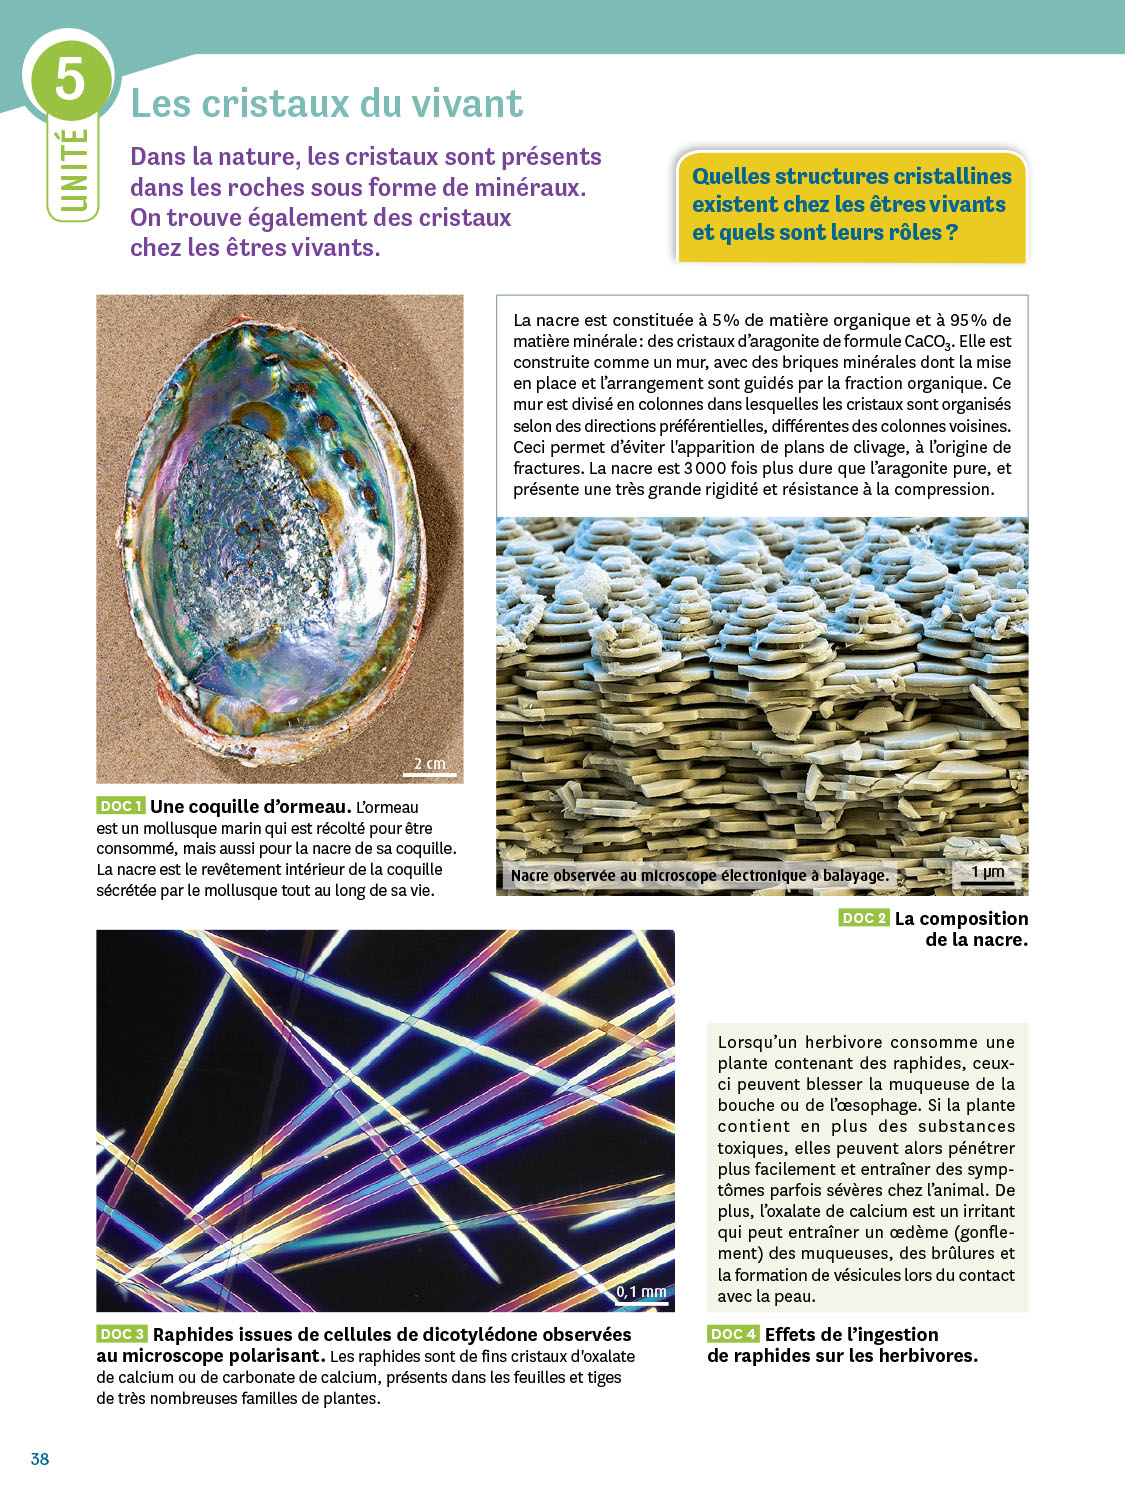 5
UNITÉ
Les cristaux du vivant
Dans la nature, les cristaux sont présents
dans les roches sous forme de minéraux.
On trouve également des cristaux
chez les êtres vivants.
Quelles structures cristallines
existent chez les êtres vivants
et quels sont leurs rôles ?
2 cm
DOC 1 Une coquille d’ormeau. L’ormeau
est un mollusque marin qui est récolté pour être
consommé, mais aussi pour la nacre de sa coquille.
La nacre est le revêtement intérieur de la coquille
sécrétée par le mollusque tout au long de sa vie.
La nacre est constituée à 5 % de matière organique et à 95 % de
matière minérale : des cristaux d’aragonite de formule CaCO₃. Elle est
construite comme un mur, avec des briques minérales dont la mise
en place et l’arrangement sont guidés par la fraction organique. Ce
mur est divisé en colonnes dans lesquelles les cristaux sont organisés
selon des directions préférentielles, différentes des colonnes voisines.
Ceci permet d’éviter l'apparition de plans de clivage, à l’origine de
fractures. La nacre est 3 000 fois plus dure que l’aragonite pure, et
présente une très grande rigidité et résistance à la compression.
Nacre observée au microscope électronique à balayage.
1 µm
DOC 2 La composition
de la nacre.
0,1 mm
DOC 3 Raphides issues de cellules de dicotylédone observées
au microscope polarisant. Les raphides sont de fins cristaux d'oxalate
de calcium ou de carbonate de calcium, présents dans les feuilles et tiges
de très nombreuses familles de plantes.
Lorsqu’un herbivore consomme une
plante contenant des raphides, ceux-
ci peuvent blesser la muqueuse de la
bouche ou de l’œsophage. Si la plante
contient en plus des substances
toxiques, elles peuvent alors pénétrer
plus facilement et entraîner des symp-
tômes parfois sévères chez l’animal. De
plus, l’oxalate de calcium est un irritant
qui peut entraîner un œdème (gonfle-
ment) des muqueuses, des brûlures et
la formation de vésicules lors du contact
avec la peau.
DOC 4 Effets de l’ingestion
de raphides sur les herbivores.
38